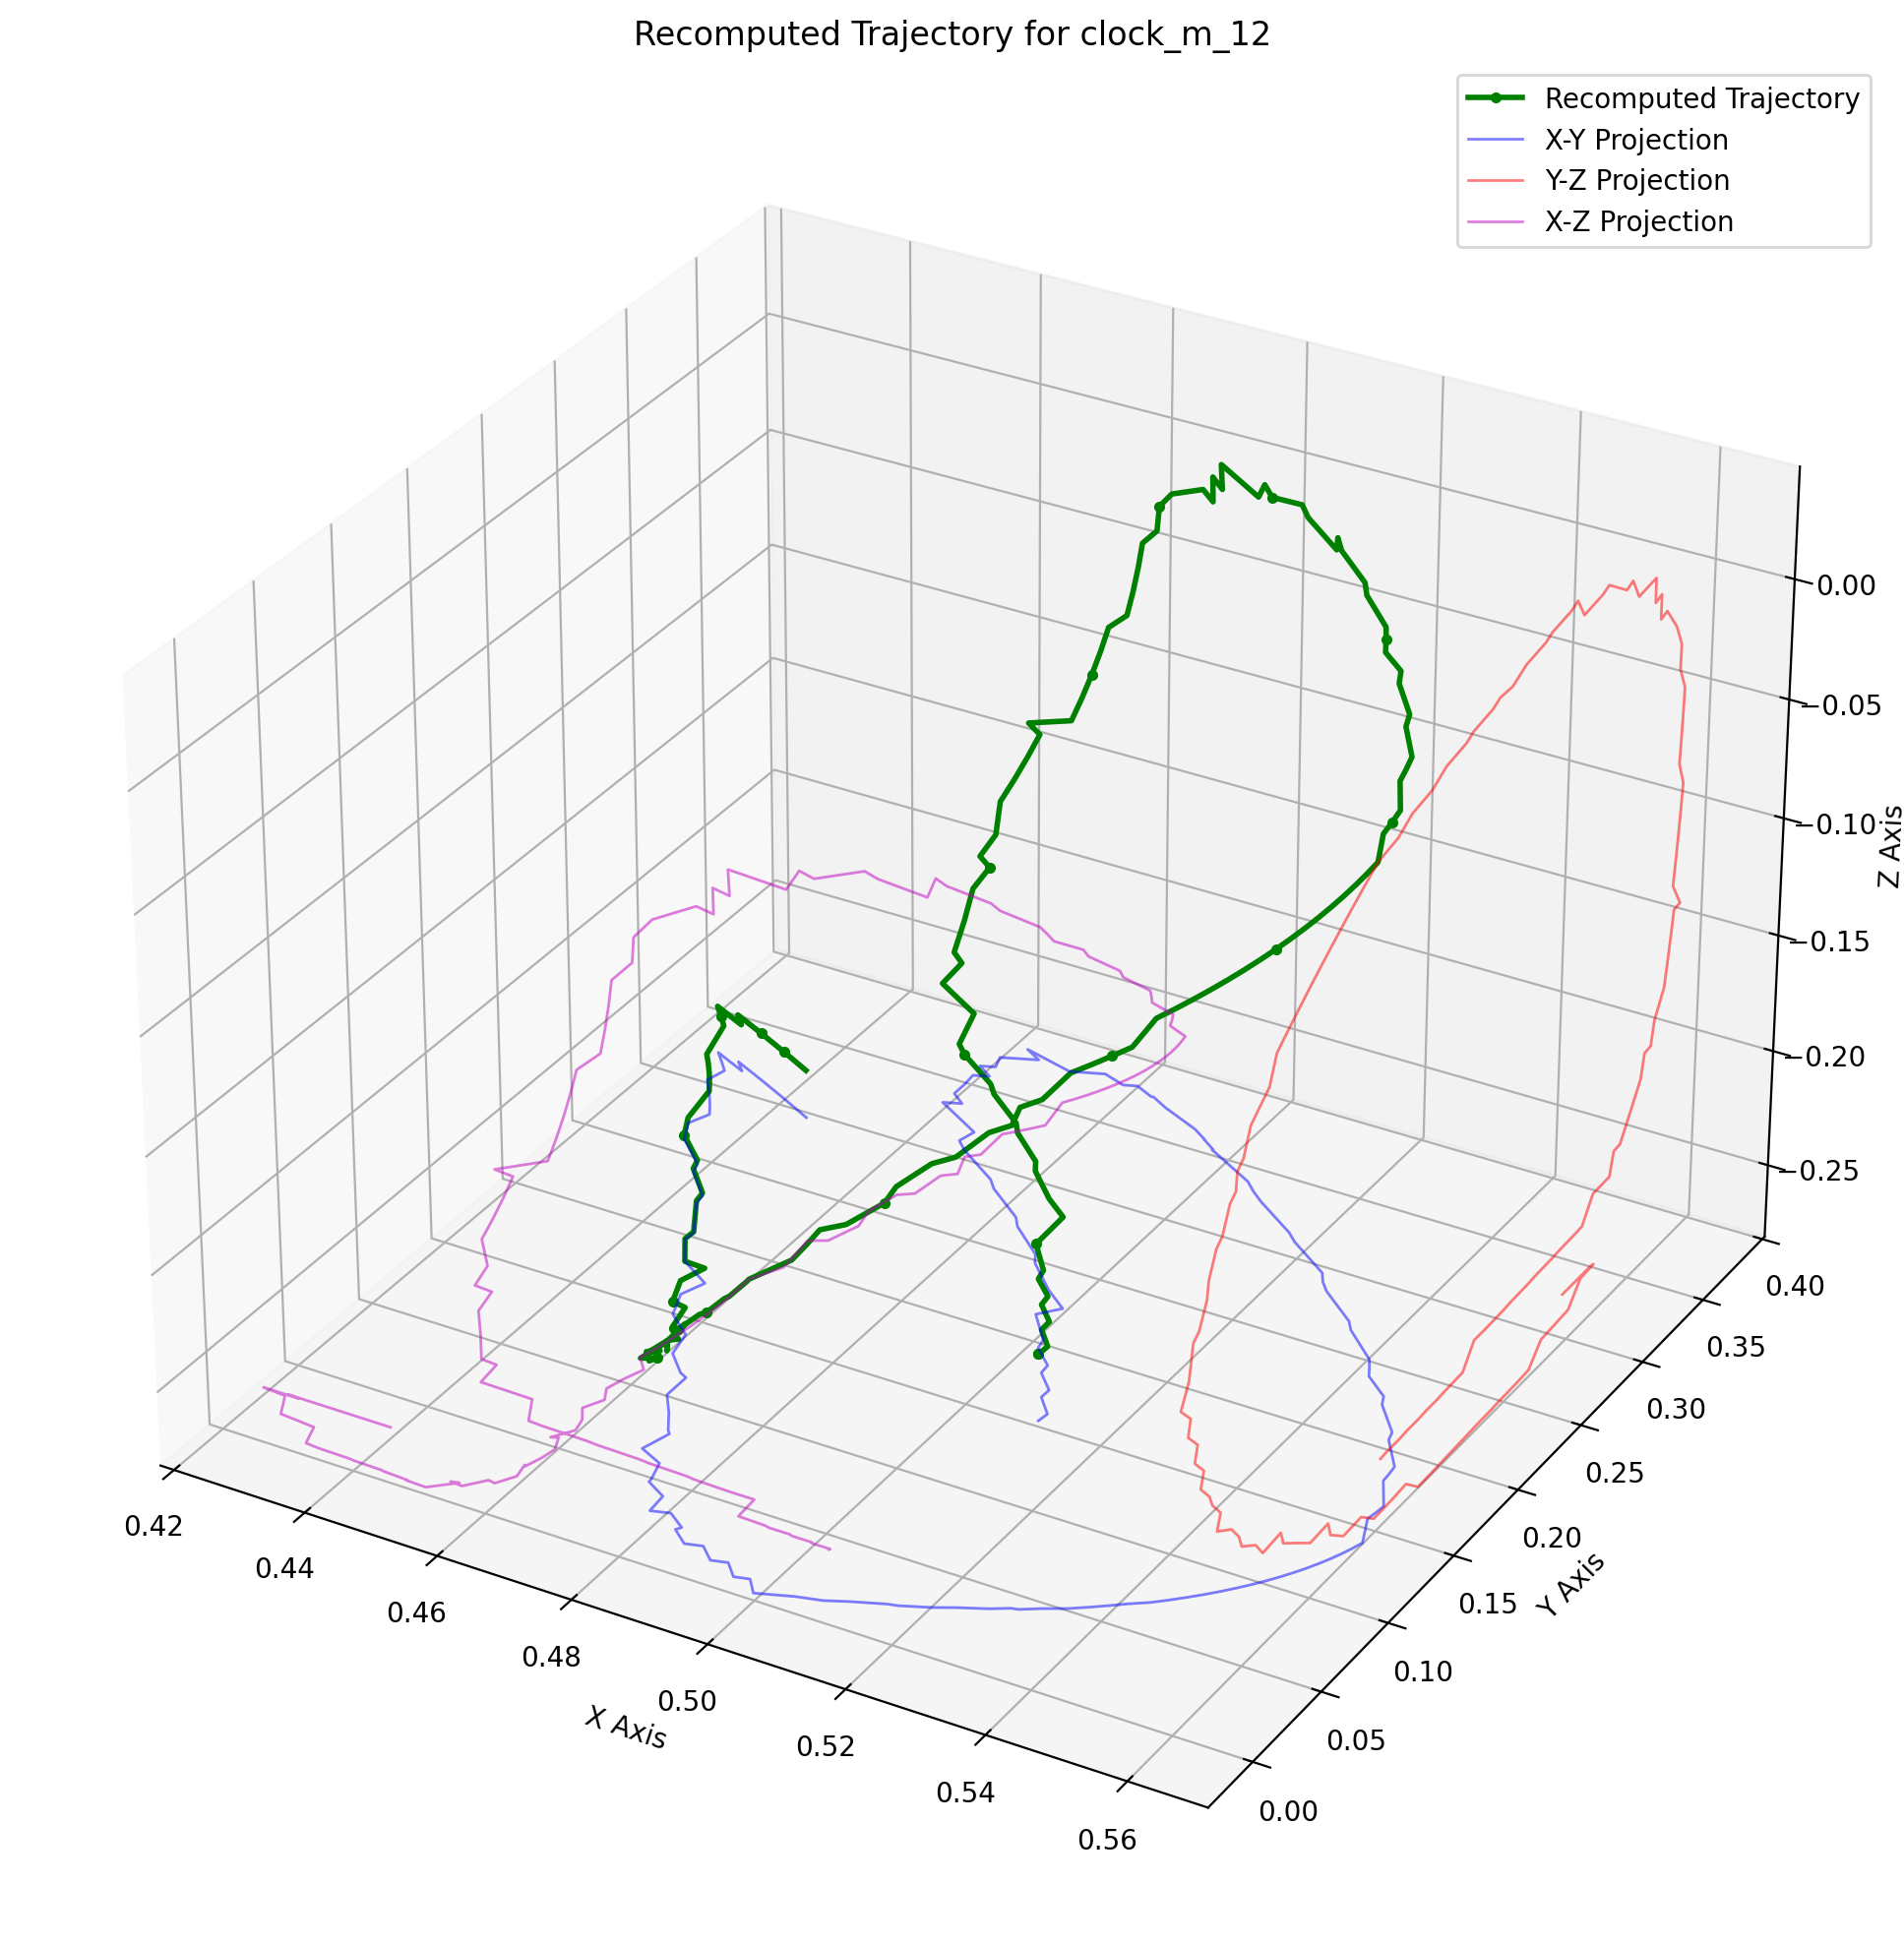 Recomputed Trajectory for clock_m_12
Recomputed Trajectory
X-Y Projection
Y-Z Projection
X-Z Projection
0.00
−0.05
−0.10
−0.15
−0.20
−0.25
Z Axis
0.40
0.35
0.30
0.25
0.20
0.15
0.10
0.05
0.00
Y Axis
0.42
0.44
0.46
0.48
0.50
0.52
0.54
0.56
X Axis